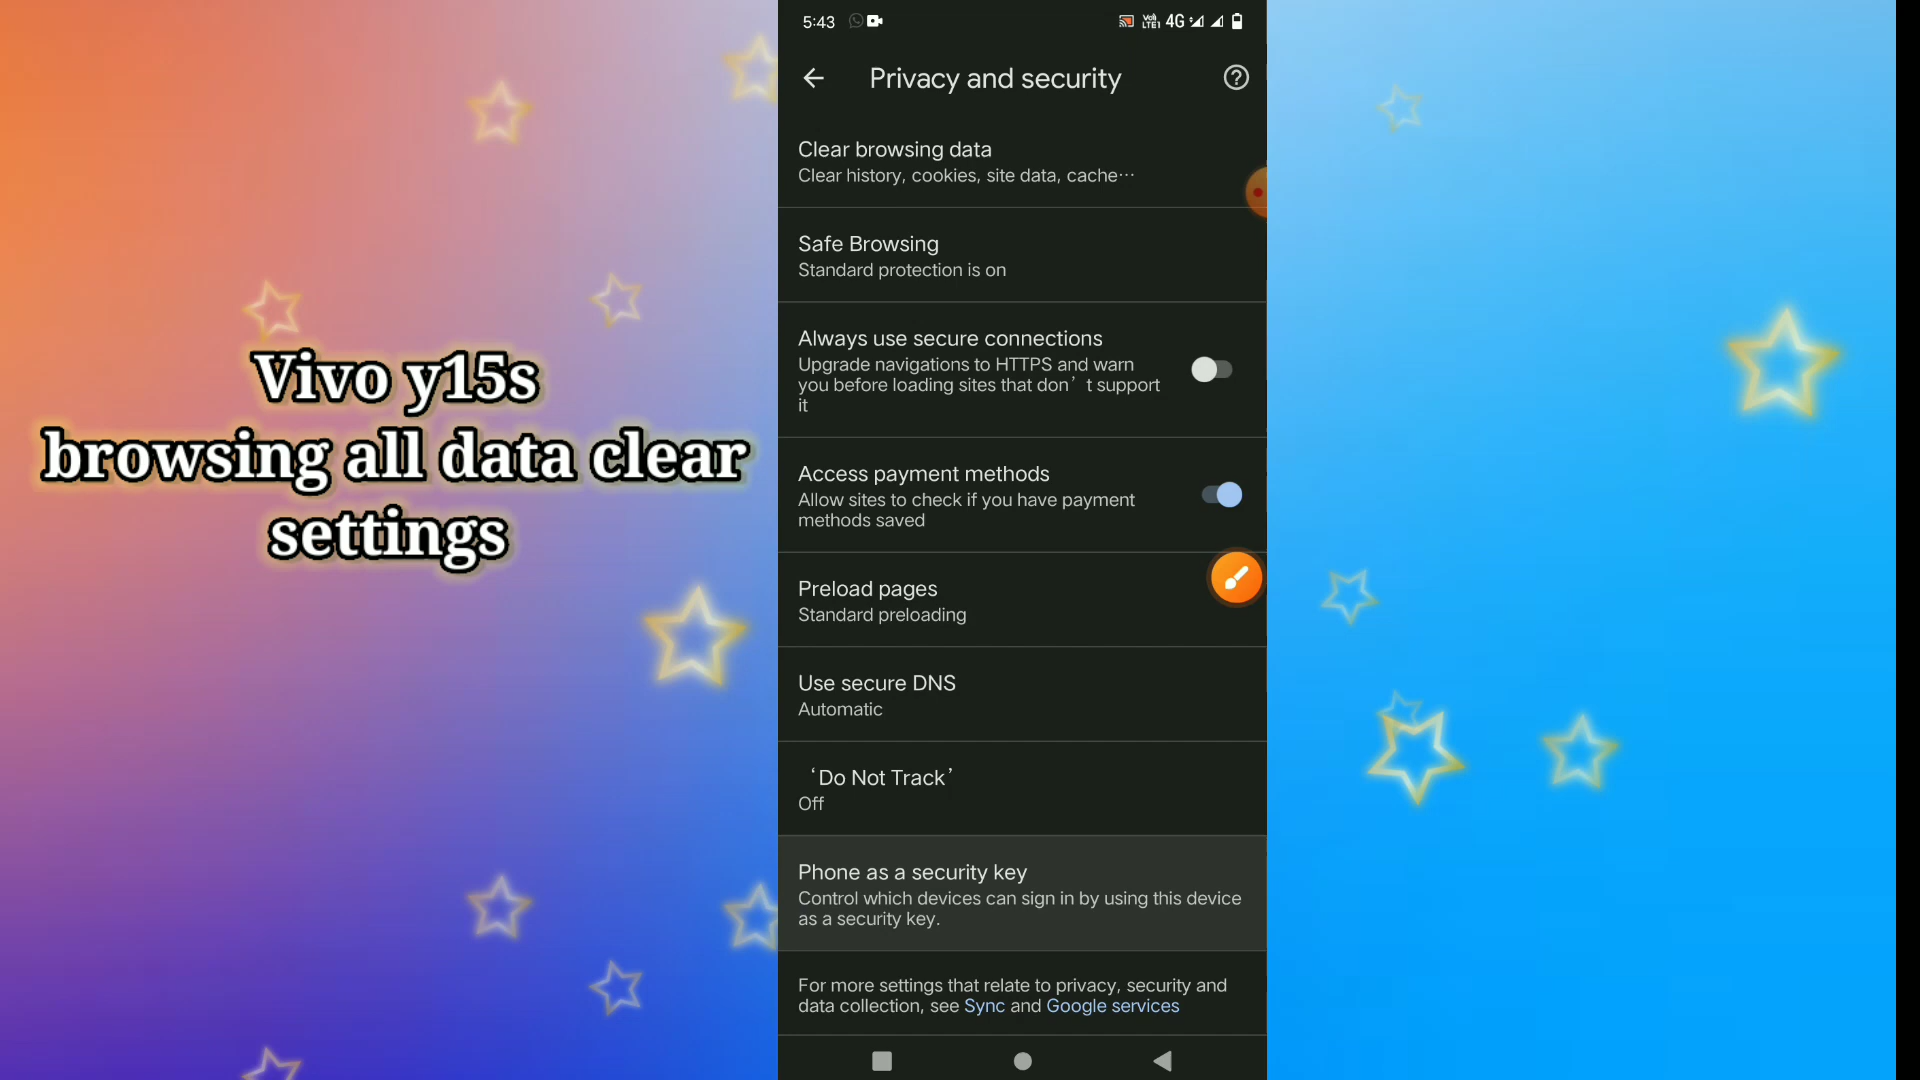 Vivo y15s
browsing all data clear
settings
5:43
VoI) LTE1 4G
Privacy and security
Clear browsing data
Clear history, cookies, site data, cache…
Safe Browsing
Standard protection is on
Always use secure connections
Upgrade navigations to HTTPS and warn
you before loading sites that don’t support
it
Access payment methods
Allow sites to check if you have payment
methods saved
Preload pages
Standard preloading
Use secure DNS
Automatic
‘Do Not Track’
Off
Phone as a security key
Control which devices can sign in by using this device
as a security key.
For more settings that relate to privacy, security and
data collection, see Sync and Google services